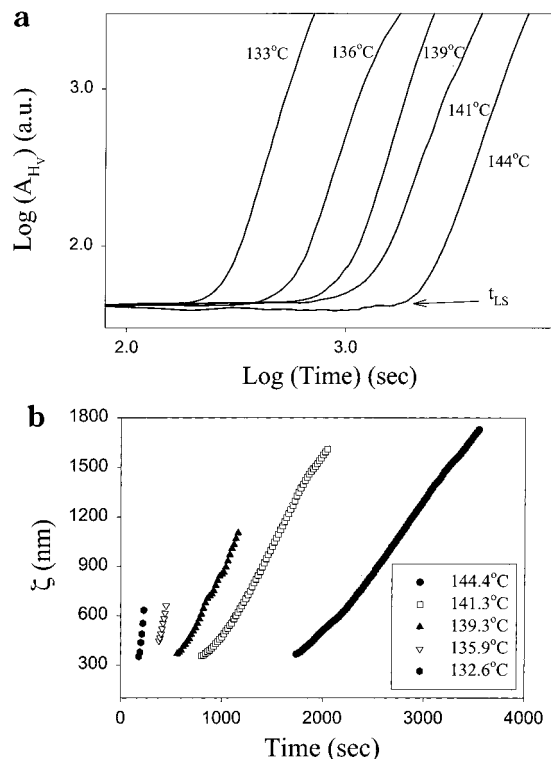 a
Log (A_HV) (a.u.)
3.0
2.0
133°C
136°C
139°C
141°C
144°C
t_LS
2.0
3.0
Log (Time) (sec)
b
ζ (nm)
1800
1500
1200
900
600
300
144.4°C
141.3°C
139.3°C
135.9°C
132.6°C
0
1000
2000
3000
4000
Time (sec)